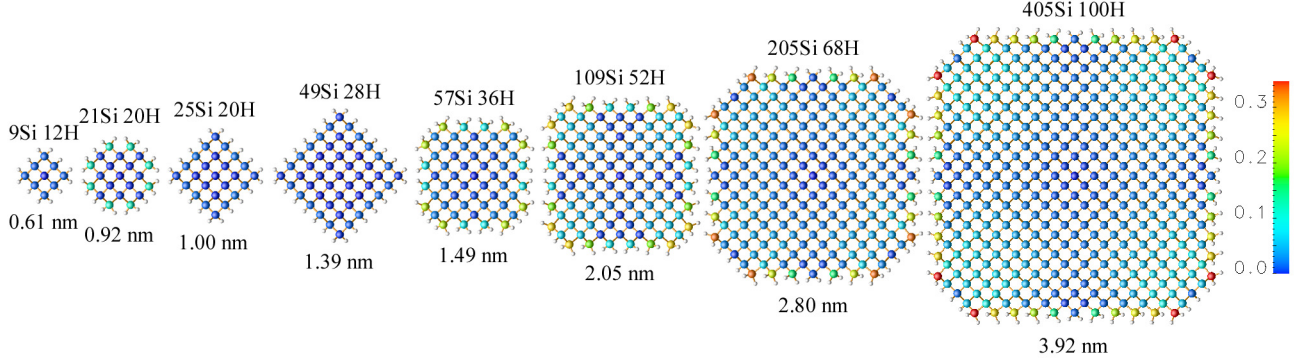 9Si 12H
0.61 nm
21Si 20H
0.92 nm
25Si 20H
1.00 nm
49Si 28H
1.39 nm
57Si 36H
1.49 nm
109Si 52H
2.05 nm
205Si 68H
2.80 nm
405Si 100H
3.92 nm
0.3
0.2
0.1
0.0